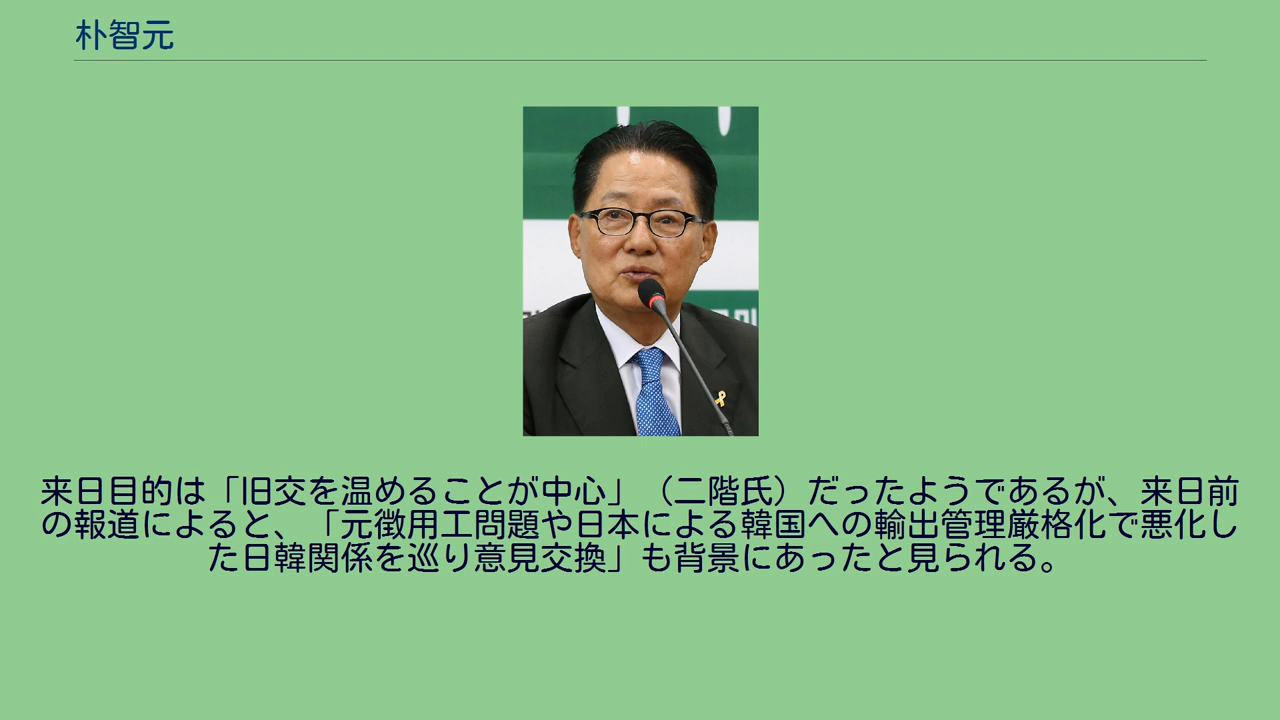 朴智元
来日目的は「旧交を温めることが中心」（二階氏）だったようであるが、来日前
の報道によると、「元徴用工問題や日本による韓国への輸出管理厳格化で悪化し
た日韓関係を巡り意見交換」も背景にあったと見られる。